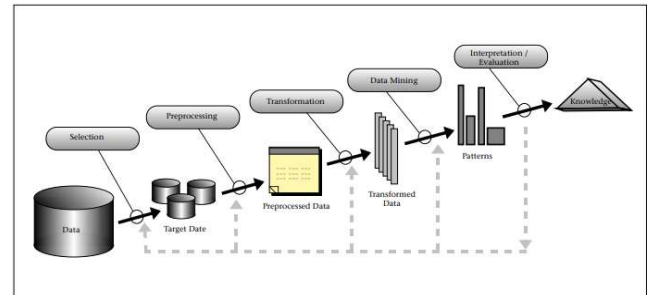 Interpretation /
Evaluation
Data Mining
Transformation
Preprocessing
Selection
Knowledge
Patterns
Transformed
Data
Preprocessed Data
Target Date
Data